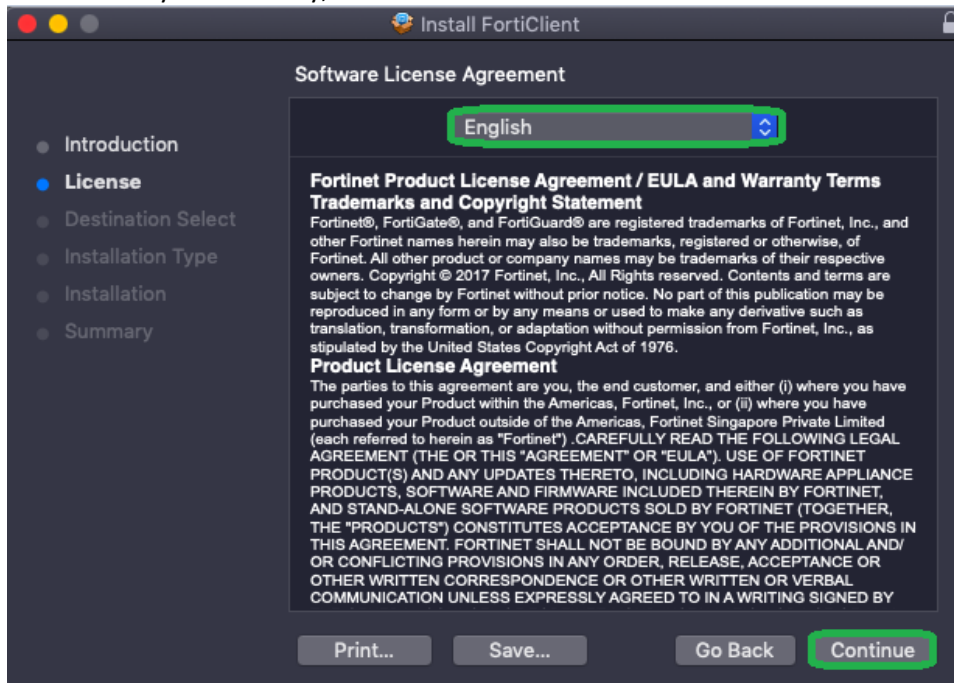 Install FortiClient
Software License Agreement
Introduction
License
Destination Select
Installation Type
Installation
Summary
English
Fortinet Product License Agreement / EULA and Warranty Terms
Trademarks and Copyright Statement
Fortinet®, FortiGate®, and FortiGuard® are registered trademarks of Fortinet, Inc., and
other Fortinet names herein may also be trademarks, registered or otherwise, of
Fortinet. All other product or company names may be trademarks of their respective
owners. Copyright © 2017 Fortinet, Inc., All Rights reserved. Contents and terms are
subject to change by Fortinet without prior notice. No part of this publication may be
reproduced in any form or by any means or used to make any derivative such as
translation, transformation, or adaptation without permission from Fortinet, Inc., as
stipulated by the United States Copyright Act of 1976.
Product License Agreement
The parties to this agreement are you, the end customer, and either (i) where you have
purchased your Product within the Americas, Fortinet, Inc., or (ii) where you have
purchased your Product outside of the Americas, Fortinet Singapore Private Limited
(each referred to herein as "Fortinet") .CAREFULLY READ THE FOLLOWING LEGAL
AGREEMENT (THE OR THIS "AGREEMENT" OR "EULA"). USE OF FORTINET
PRODUCT(S) AND ANY UPDATES THERETO, INCLUDING HARDWARE APPLIANCE
PRODUCTS, SOFTWARE AND FIRMWARE INCLUDED THEREIN BY FORTINET,
AND STAND-ALONE SOFTWARE PRODUCTS SOLD BY FORTINET (TOGETHER,
THE "PRODUCTS") CONSTITUTES ACCEPTANCE BY YOU OF THE PROVISIONS IN
THIS AGREEMENT. FORTINET SHALL NOT BE BOUND BY ANY ADDITIONAL AND/
OR CONFLICTING PROVISIONS IN ANY ORDER, RELEASE, ACCEPTANCE OR
OTHER WRITTEN CORRESPONDENCE OR OTHER WRITTEN OR VERBAL
COMMUNICATION UNLESS EXPRESSLY AGREED TO IN A WRITING SIGNED BY
Print... Save... Go Back Continue